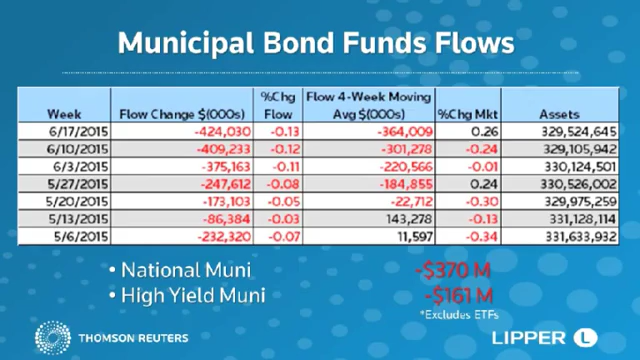 Municipal Bond Funds Flows
Week Flow Change $(000s) %Chg Flow Flow 4-Week Moving Avg $(000s) %Chg Mkt Assets
6/17/2015 -424,030 -0.13 -364,009 0.26 329,524,645
6/10/2015 -409,233 -0.12 -301,278 -0.24 329,105,942
6/3/2015 -375,163 -0.11 -220,566 -0.01 330,124,501
5/27/2015 -247,612 -0.08 -184,855 0.24 330,526,002
5/20/2015 -173,103 -0.05 -22,712 -0.30 329,975,259
5/13/2015 -86,384 -0.03 143,278 -0.13 331,128,114
5/6/2015 -232,320 -0.07 11,597 -0.34 331,633,932
• National Muni -$370 M
• High Yield Muni -$161 M
*Excludes ETFs
THOMSON REUTERS
LIPPER L